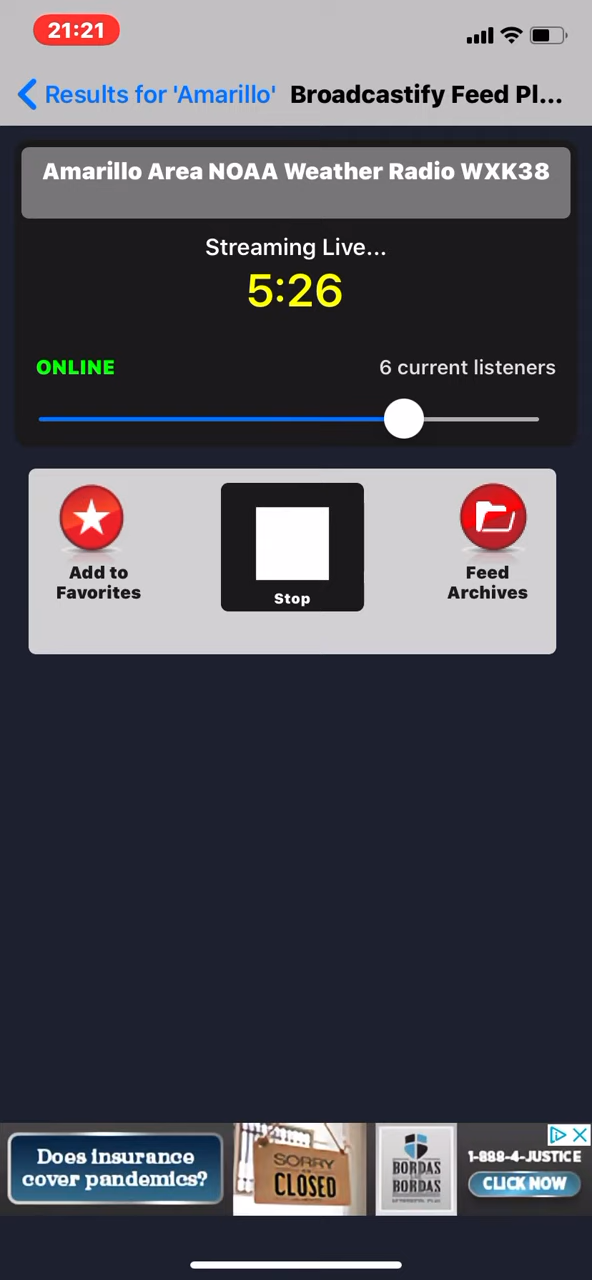 21:21
Results for 'Amarillo' Broadcastify Feed Pl...
Amarillo Area NOAA Weather Radio WXK38
Streaming Live...
5:26
ONLINE
6 current listeners
Add to
Favorites
Stop
Feed
Archives
Does insurance
cover pandemics?
SORRY
CLOSED
BORDAS
BORDAS
1-888-4-JUSTICE
CLICK NOW